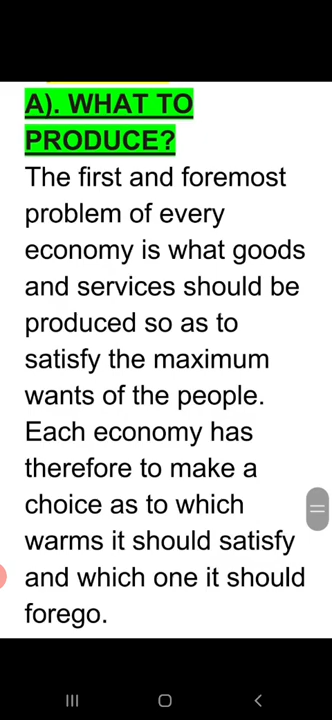 A). WHAT TO
PRODUCE?
The first and foremost
problem of every
economy is what goods
and services should be
produced so as to
satisfy the maximum
wants of the people.
Each economy has
therefore to make a
choice as to which
warms it should satisfy
and which one it should
forego.